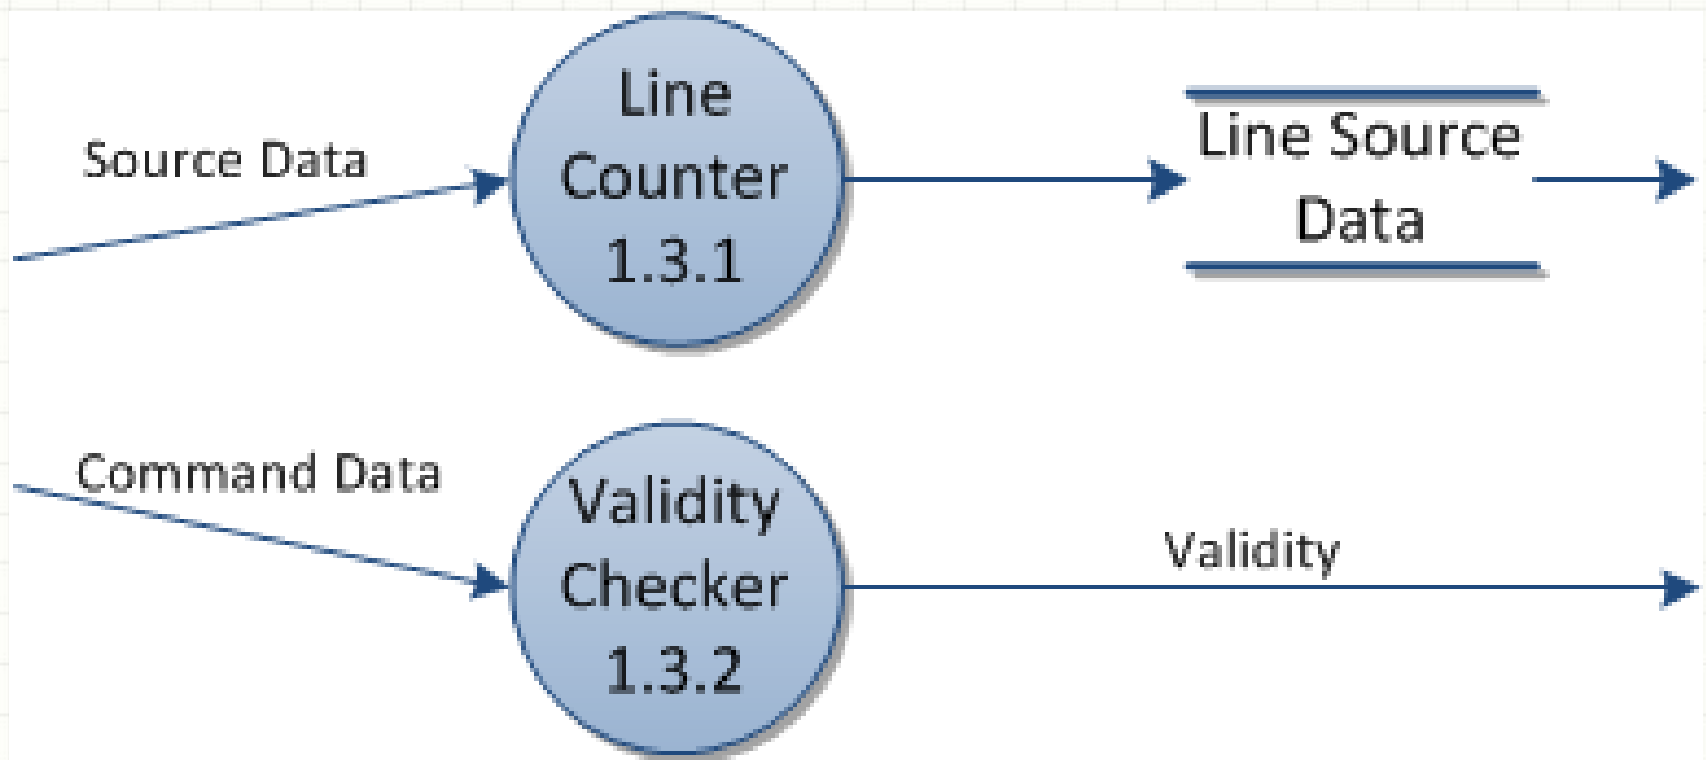 Source Data
Line
Counter
1.3.1
Line Source
Data
Command Data
Validity
Checker
1.3.2
Validity